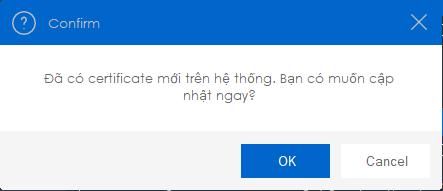 Confirm
Đã có certificate mới trên hệ thống. Bạn có muốn cập
nhật ngay?
OK
Cancel